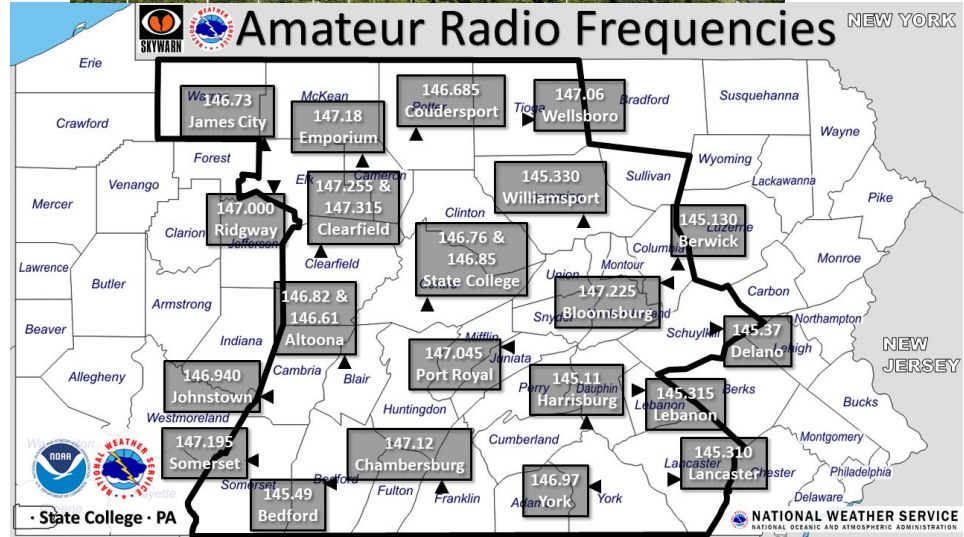 SKYWARN
Amateur Radio Frequencies
NEW YORK
Erie
Crawford
McKean
Tioga
Bradford
Susquehanna
Wayne
146.73
James City
147.18
Emporium
146.685
Coudersport
147.06
Wellsboro
Forest
Venango
Mercer
Elk
Cameron
Sullivan
Wyoming
Lackawanna
Pike
147.000
Ridgway
147.255 &
147.315
Clearfield
145.330
Williamsport
145.130
Berwick
Clarion
Jefferson
Clearfield
Clinton
Luzerne
Columbia
Lawrence
Butler
Armstrong
146.76 &
146.85
State College
Union
Montour
Monroe
Carbon
147.225
Bloomsburg
Beaver
Indiana
146.82 &
146.61
Altoona
Snyder
Schuylkill
Northampton
145.37
Delano
Lehigh
NEW
JERSEY
Allegheny
Cambria
Blair
Mifflin
Juniata
147.045
Port Royal
146.940
Johnstown
Westmoreland
Huntingdon
Perry
Dauphin
145.11
Harrisburg
145.315
Lebanon
Lebanon
Berks
Bucks
Montgomery
147.195
Somerset
Somerset
147.12
Chambersburg
Cumberland
145.310
Lancaster
Lancaster
Chester
Philadelphia
Delaware
145.49
Bedford
Bedford
Fulton
Franklin
146.97
York
York
NOAA
NATIONAL WEATHER SERVICE
· State College · PA
NATIONAL WEATHER SERVICE
NATIONAL OCEANIC AND ATMOSPHERIC ADMINISTRATION